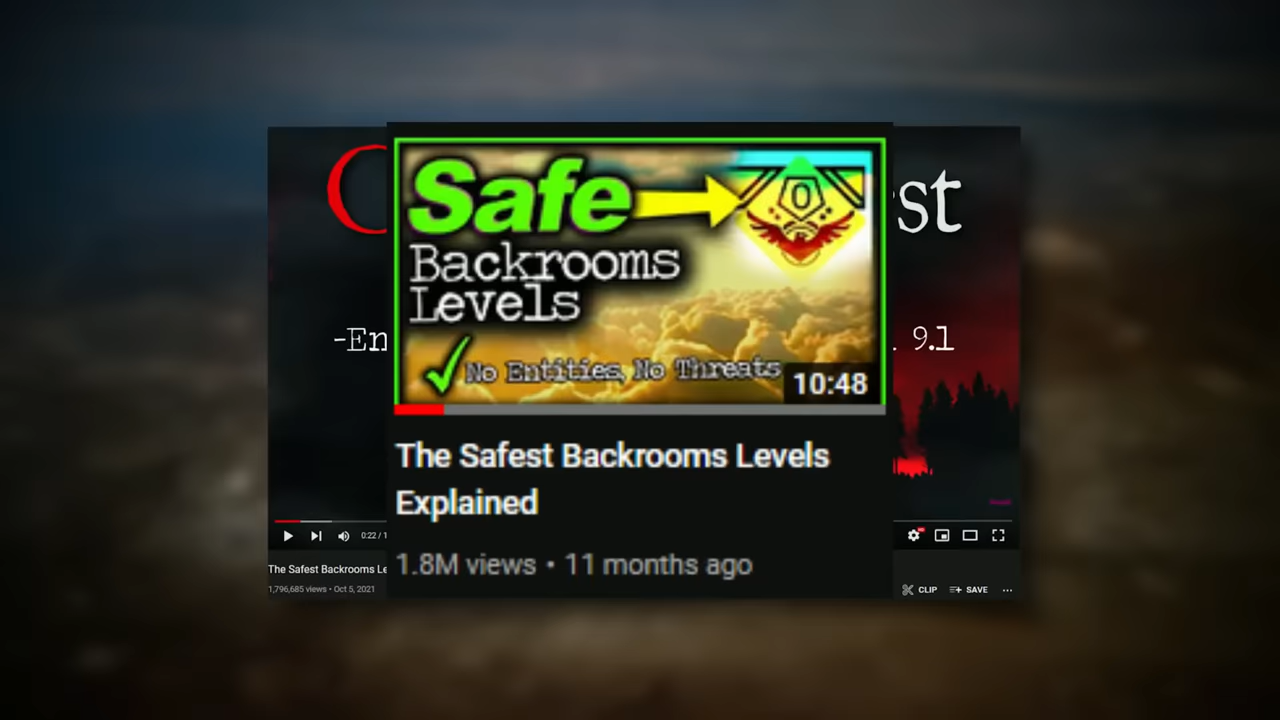 C
st
-En
. 9.1
Safe
0
Backrooms
Levels
No Entities, No Threats
10:48
The Safest Backrooms Levels
Explained
1.8M views • 11 months ago
0:22 / 1
The Safest Backrooms Le
1,796,685 views • Oct 5, 2021
CLIP
SAVE